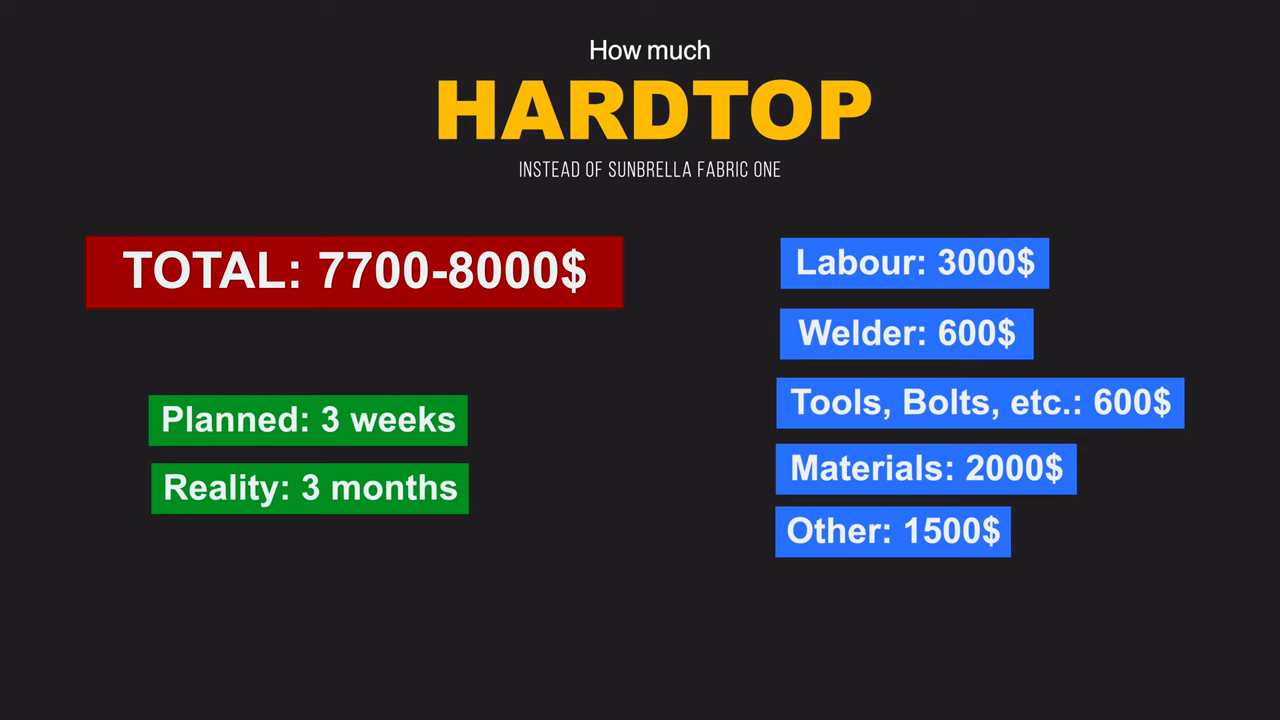 How much
HARDTOP
INSTEAD OF SUNBRELLA FABRIC ONE
TOTAL: 7700-8000$
Planned: 3 weeks
Reality: 3 months
Labour: 3000$
Welder: 600$
Tools, Bolts, etc.: 600$
Materials: 2000$
Other: 1500$